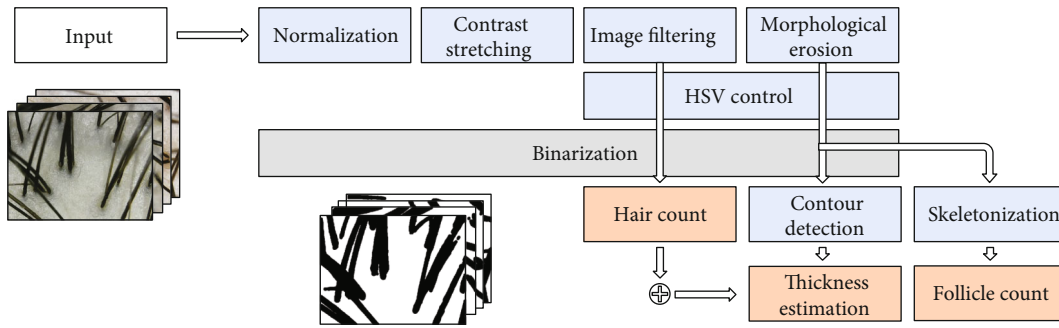 Input
Normalization
Contrast
stretching
Image filtering
Morphological
erosion
HSV control
Binarization
Hair count
Contour
detection
Skeletonization
Thickness
estimation
Follicle count